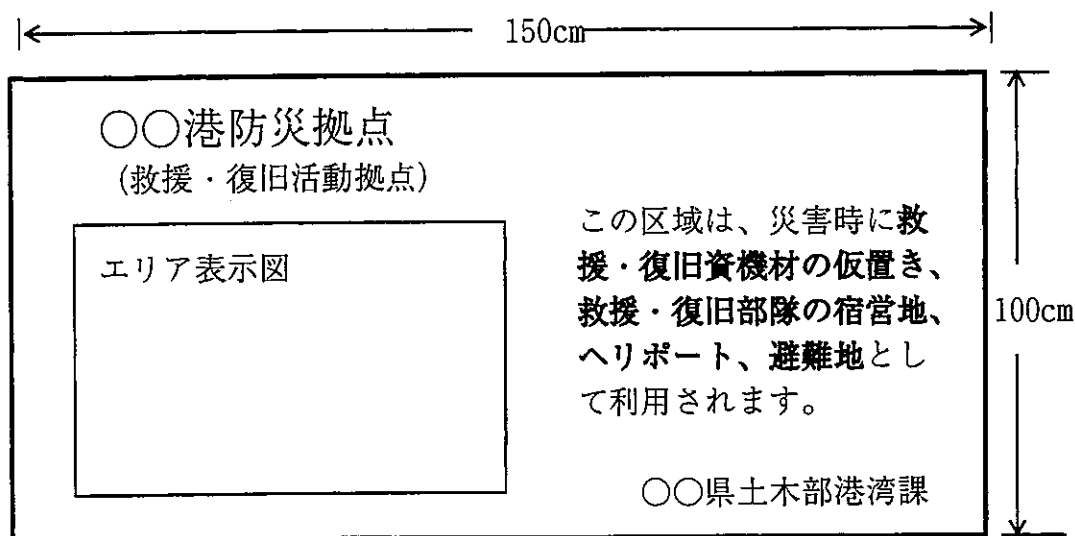 150cm
○○港防災拠点
(救援・復旧活動拠点)
エリア表示図
この区域は、災害時に救
援・復旧資機材の仮置き、
救援・復旧部隊の宿営地、
ヘリポート、避難地とし
て利用されます。
○○県土木部港湾課
100cm